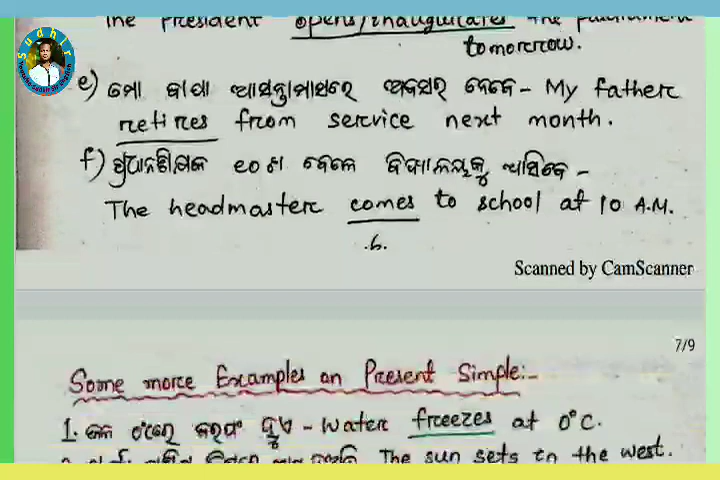 Sudhir
The President opens/inaugurates the parliament
tomorrow.
e) ମୋ ବାପା ଆସନ୍ତାମାସରେ ଅବସର ନେବେ - My father
retires from service next month.
f) ପ୍ରଧାନଶିକ୍ଷକ ୧୦ଟା ବେଳେ ବିଦ୍ୟାଳୟକୁ ଆସିବେ -
The headmaster comes to school at 10 A.M.
.6.
Scanned by CamScanner
7/9
Some more Examples on Present Simple:-
1. ଜଳ ୦°ରେ ବରଫ ହୁଏ - Water freezes at 0°C.
The sun sets in the west.